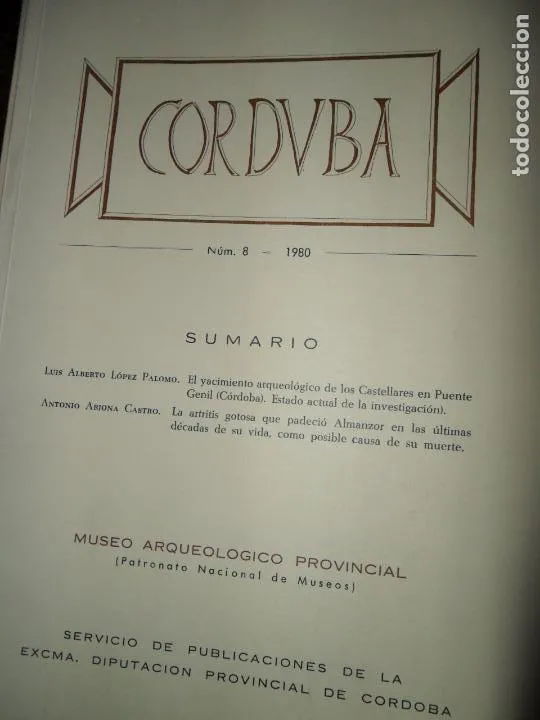 CORDVBA
Núm. 8 – 1980
SUMARIO
LUIS ALBERTO LÓPEZ PALOMO. El yacimiento arqueológico de los Castellares en Puente
Genil (Córdoba). Estado actual de la investigación).
ANTONIO ARJONA CASTRO. La artritis gotosa que padeció Almanzor en las últimas
décadas de su vida, como posible causa de su muerte.
MUSEO ARQUEOLOGICO PROVINCIAL
(Patronato Nacional de Museos)
SERVICIO DE PUBLICACIONES DE LA
EXCMA. DIPUTACION PROVINCIAL DE CORDOBA
todocoleccion